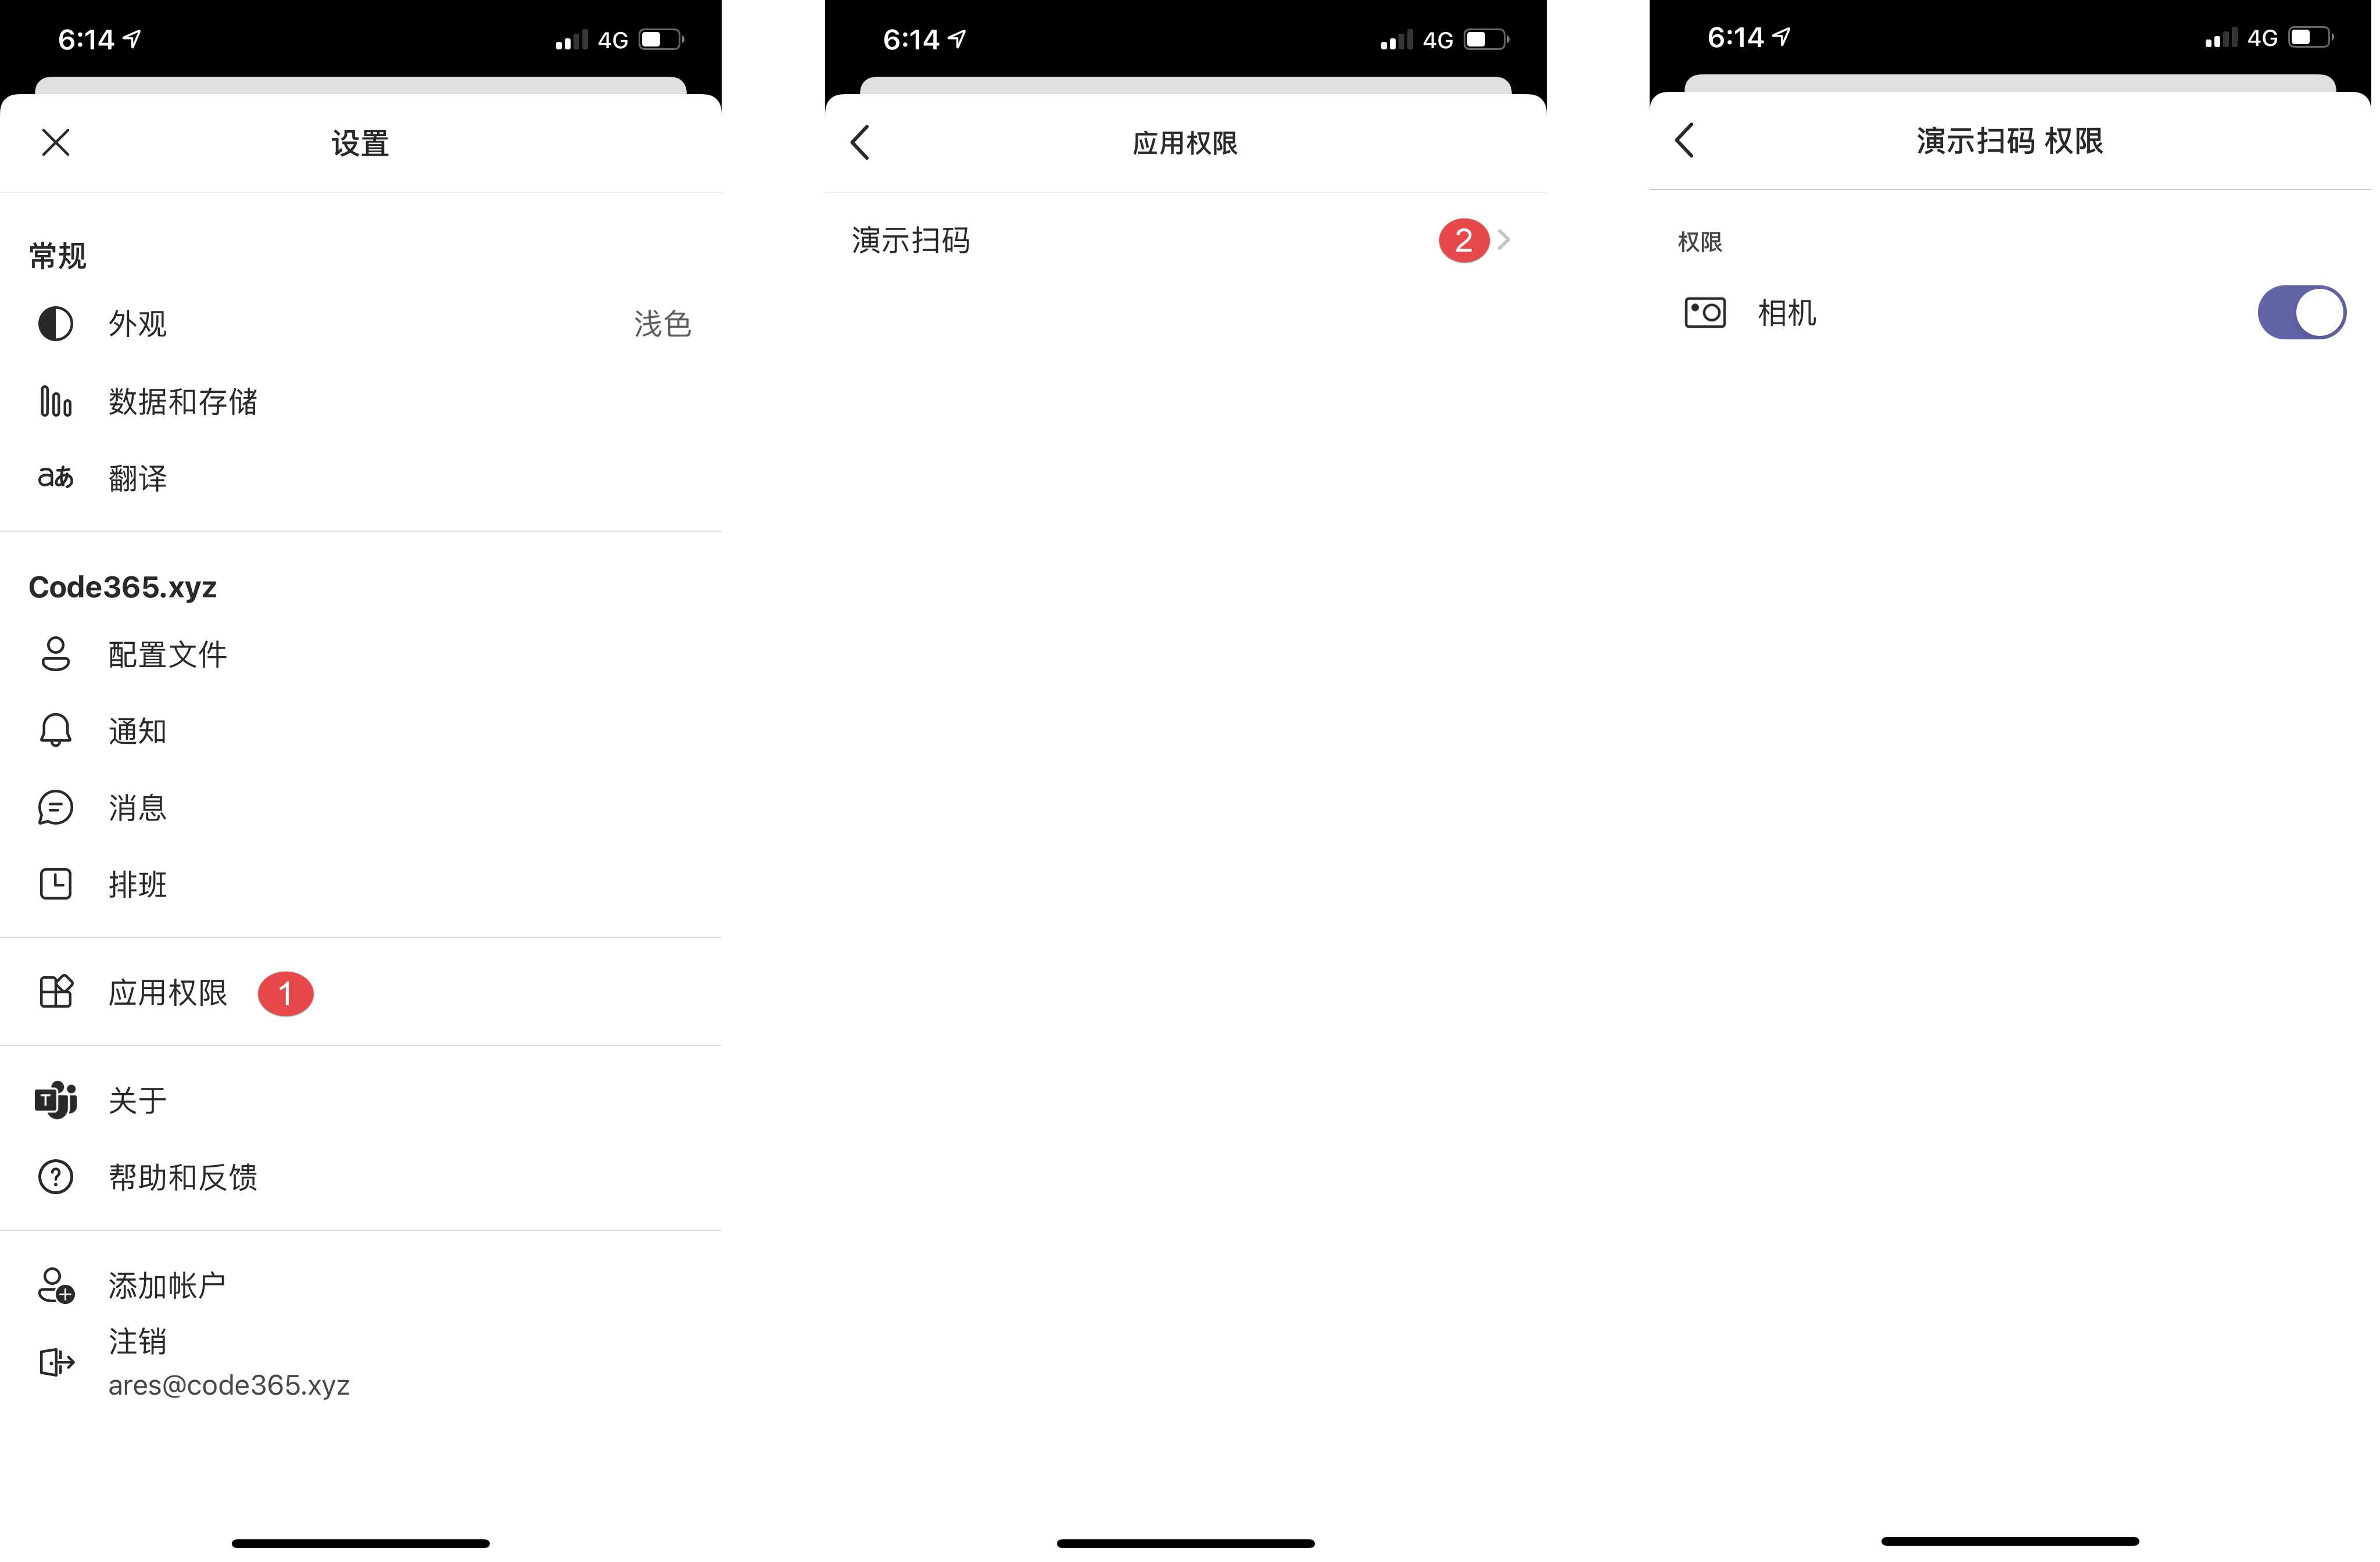 6:14
4G
设置
常规
外观
浅色
数据和存储
aあ
翻译
Code365.xyz
配置文件
通知
消息
排班
应用权限
1
T
关于
?
帮助和反馈
添加帐户
注销
ares@code365.xyz
6:14
4G
应用权限
演示扫码
2
6:14
4G
演示扫码 权限
权限
相机